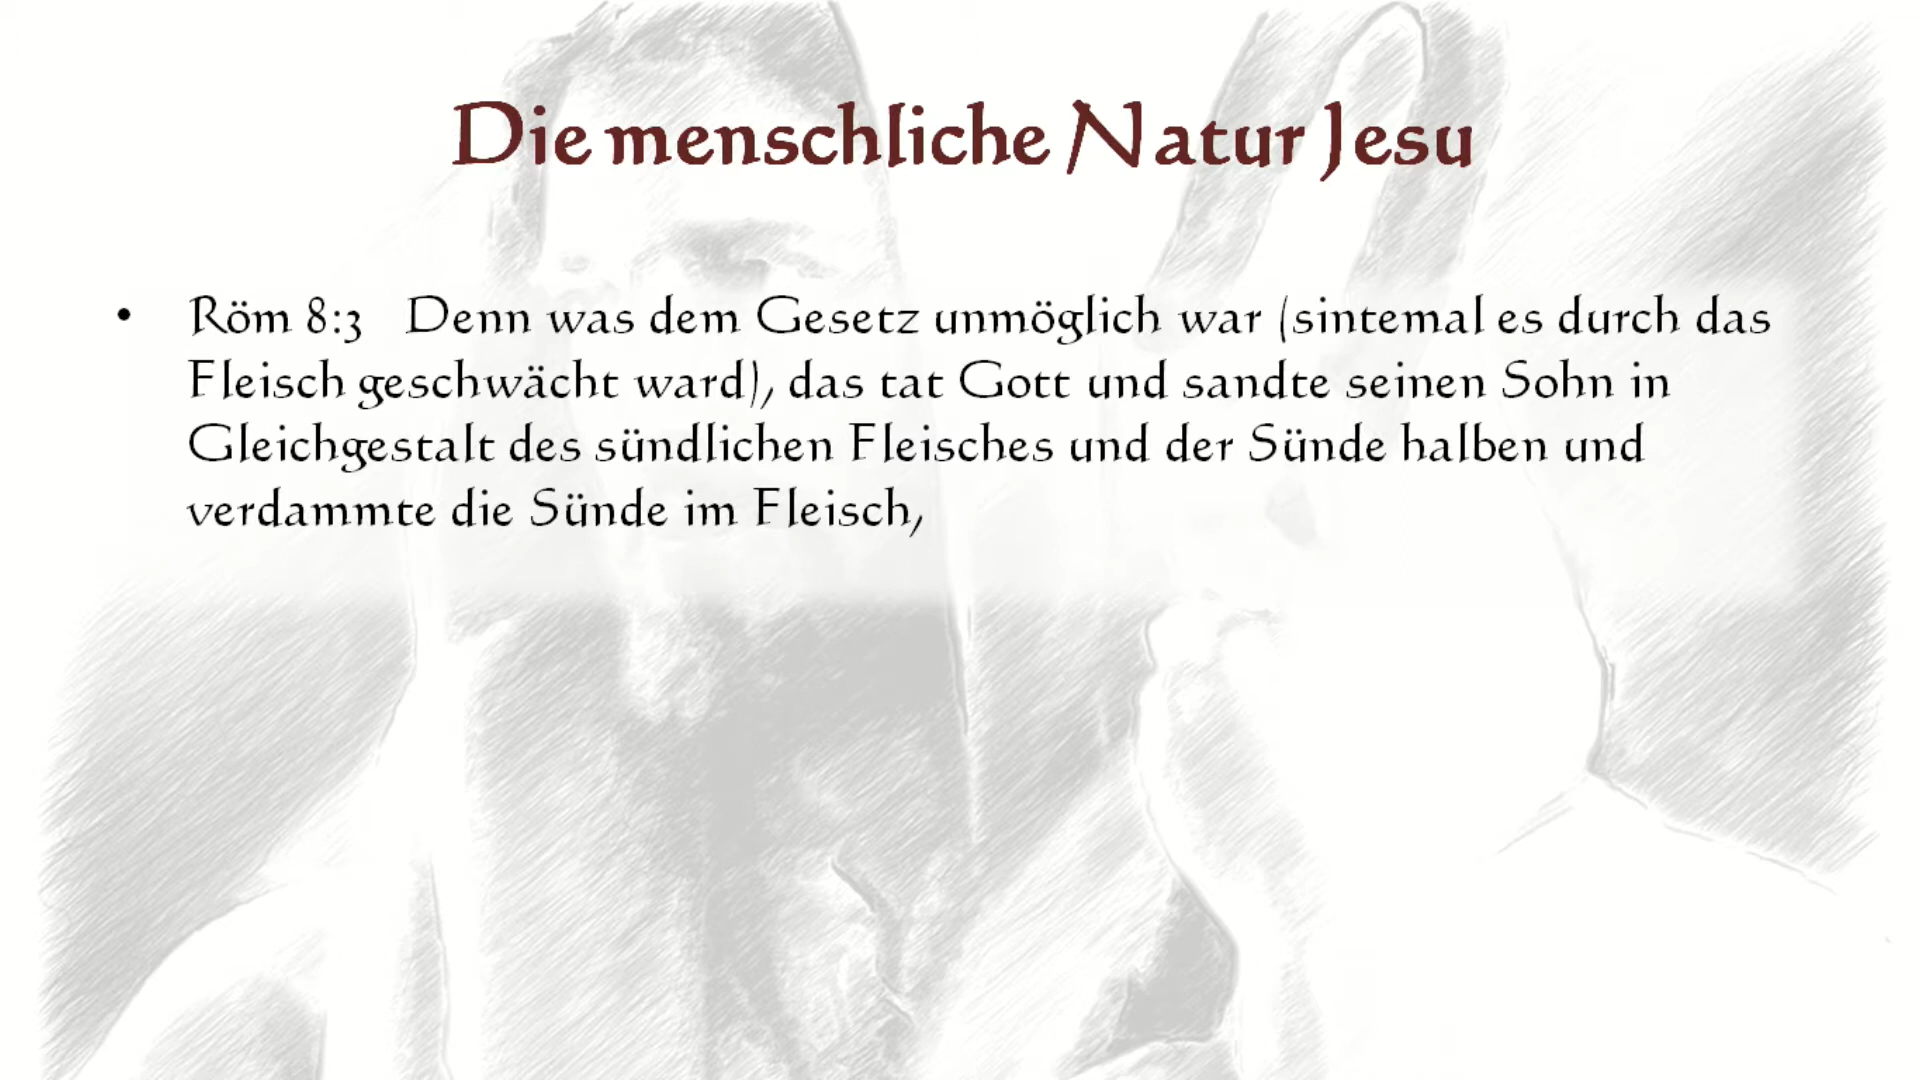 Die menschliche Natur Jesu
• Röm 8:3 Denn was dem Gesetz unmöglich war (sintemal es durch das
Fleisch geschwächt ward), das tat Gott und sandte seinen Sohn in
Gleichgestalt des sündlichen Fleisches und der Sünde halben und
verdammte die Sünde im Fleisch,